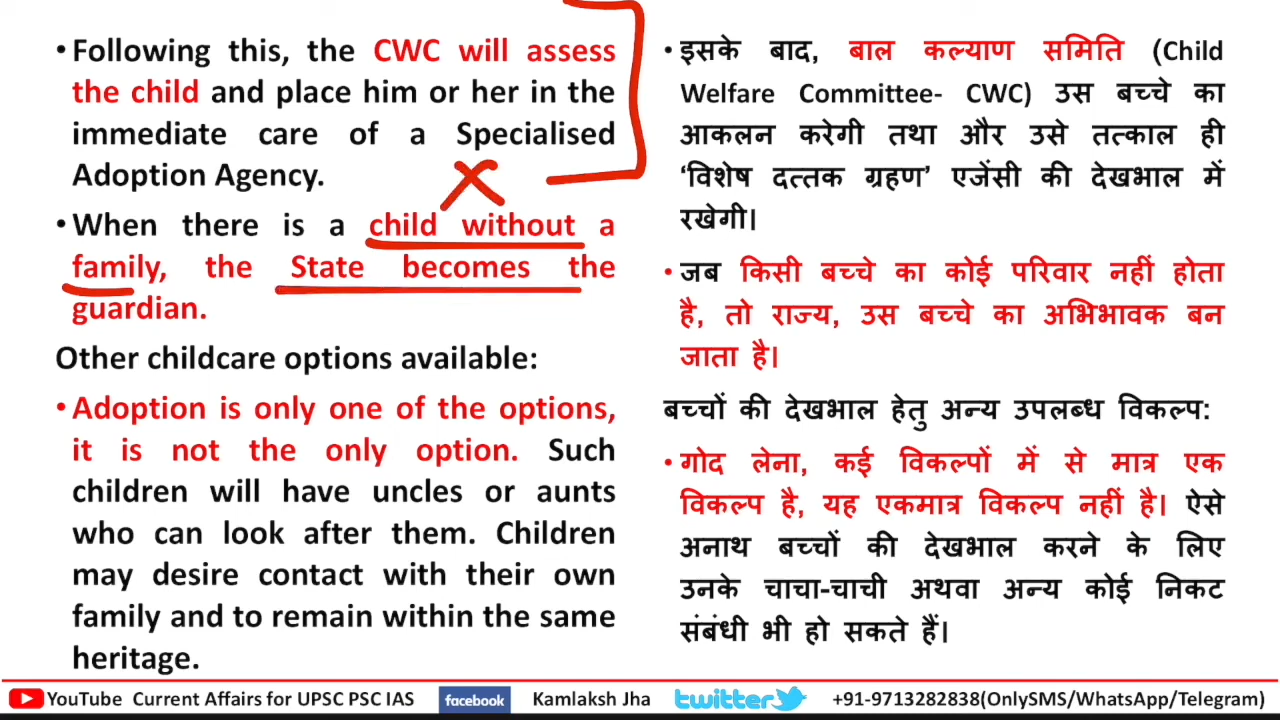 • Following this, the CWC will assess
the child and place him or her in the
immediate care of a Specialised
Adoption Agency.
• When there is a child without a
family, the State becomes the
guardian.
Other childcare options available:
• Adoption is only one of the options,
it is not the only option. Such
children will have uncles or aunts
who can look after them. Children
may desire contact with their own
family and to remain within the same
heritage.
• इसके बाद, बाल कल्याण समिति (Child
Welfare Committee- CWC) उस बच्चे का
आकलन करेगी तथा और उसे तत्काल ही
‘विशेष दत्तक ग्रहण’ एजेंसी की देखभाल में
रखेगी।
• जब किसी बच्चे का कोई परिवार नहीं होता
है, तो राज्य, उस बच्चे का अभिभावक बन
जाता है।
बच्चों की देखभाल हेतु अन्य उपलब्ध विकल्प:
• गोद लेना, कई विकल्पों में से मात्र एक
विकल्प है, यह एकमात्र विकल्प नहीं है। ऐसे
अनाथ बच्चों की देखभाल करने के लिए
उनके चाचा-चाची अथवा अन्य कोई निकट
संबंधी भी हो सकते हैं।
YouTube Current Affairs for UPSC PSC IAS facebook Kamlaksh Jha twitter +91-9713282838(OnlySMS/WhatsApp/Telegram)